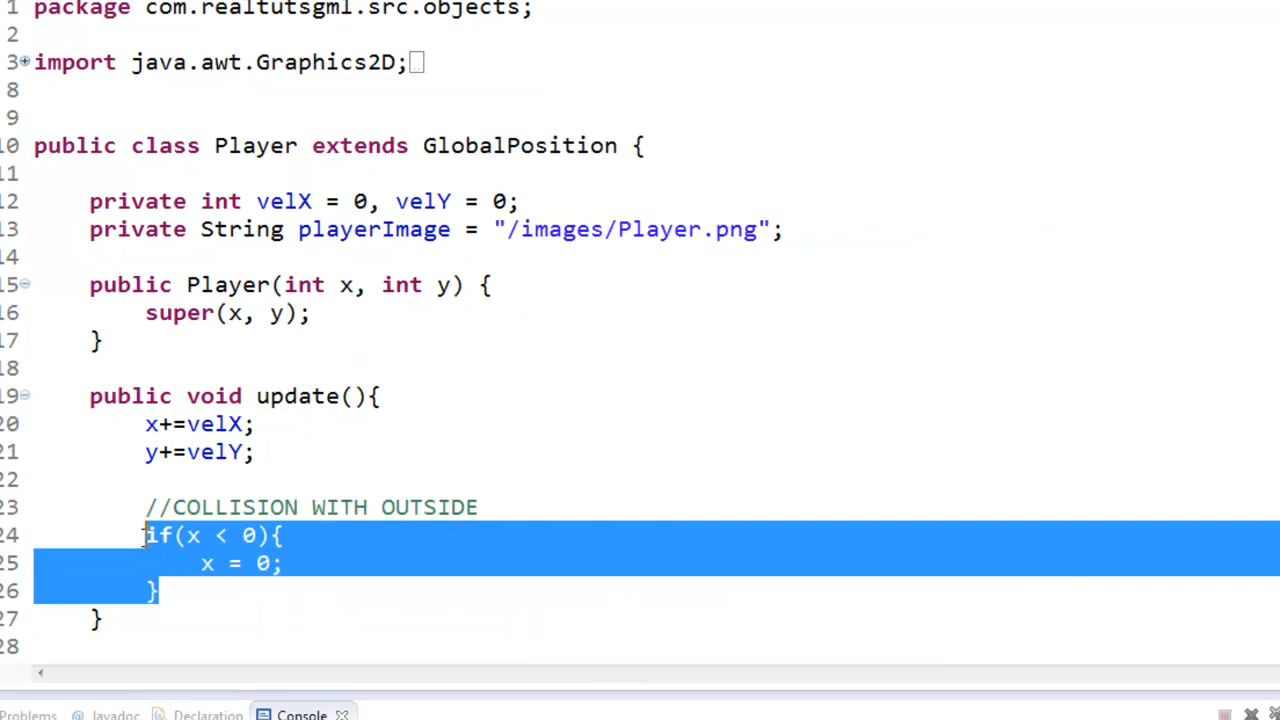 1 package com.realtutsgml.src.objects;
2
3 import java.awt.Graphics2D;
8
9
10 public class Player extends GlobalPosition {
11
12 private int velX = 0, velY = 0;
13 private String playerImage = "/images/Player.png";
14
15 public Player(int x, int y) {
16 super(x, y);
17 }
18
19 public void update(){
20 x+=velX;
21 y+=velY;
22
23 //COLLISION WITH OUTSIDE
24 if(x < 0){
25 x = 0;
26 }
27 }
28
Problems @ Javadoc Declaration Console